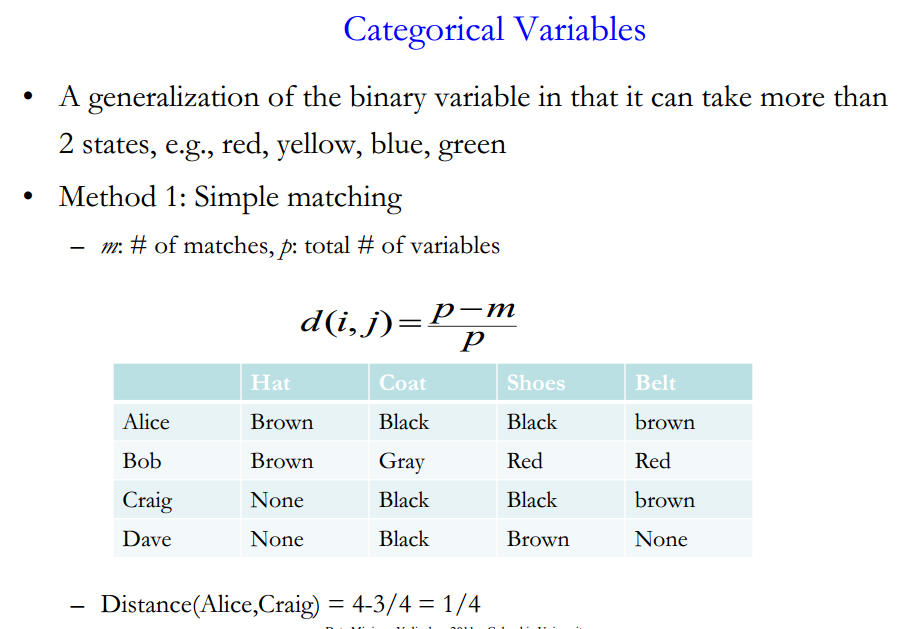 Categorical Variables
• A generalization of the binary variable in that it can take more than
2 states, e.g., red, yellow, blue, green
• Method 1: Simple matching
– m: # of matches, p: total # of variables
d(i, j) = p − m / p
Hat Coat Shoes Belt
Alice Brown Black Black brown
Bob Brown Gray Red Red
Craig None Black Black brown
Dave None Black Brown None
– Distance(Alice,Craig) = 4-3/4 = 1/4